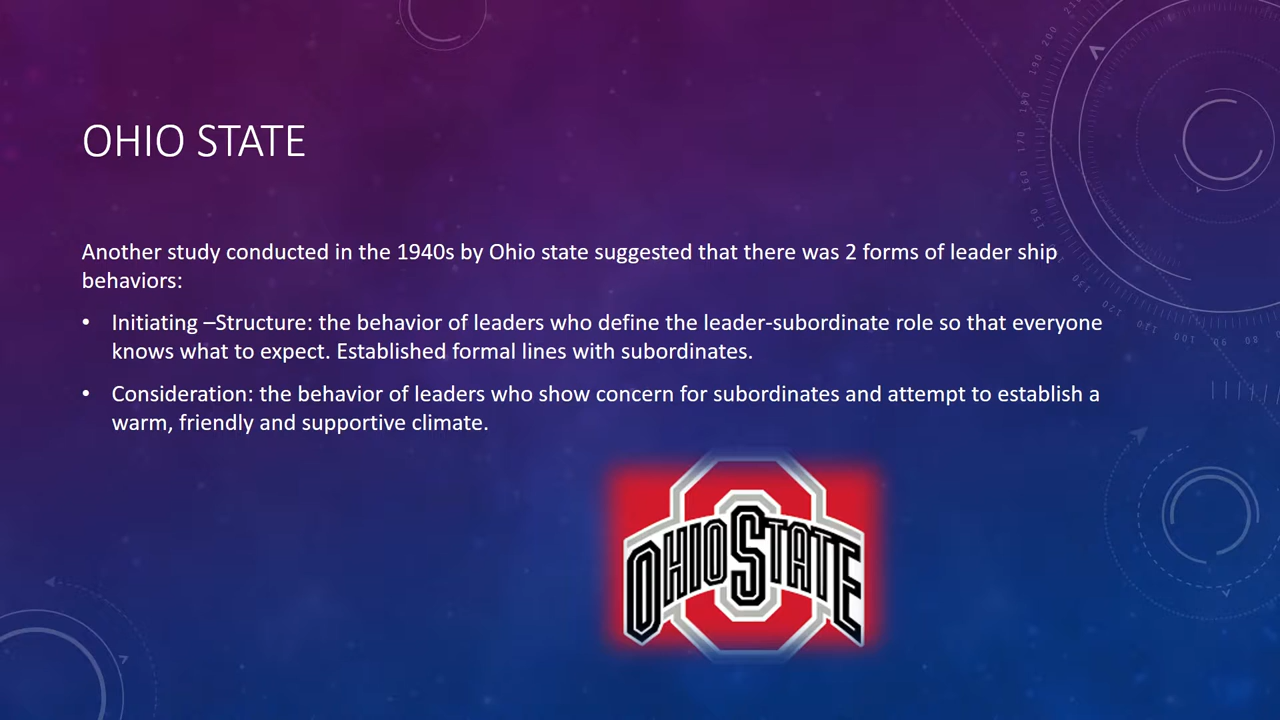 OHIO STATE
Another study conducted in the 1940s by Ohio state suggested that there was 2 forms of leader ship
behaviors:
• Initiating –Structure: the behavior of leaders who define the leader-subordinate role so that everyone
knows what to expect. Established formal lines with subordinates.
• Consideration: the behavior of leaders who show concern for subordinates and attempt to establish a
warm, friendly and supportive climate.
OHIO STATE